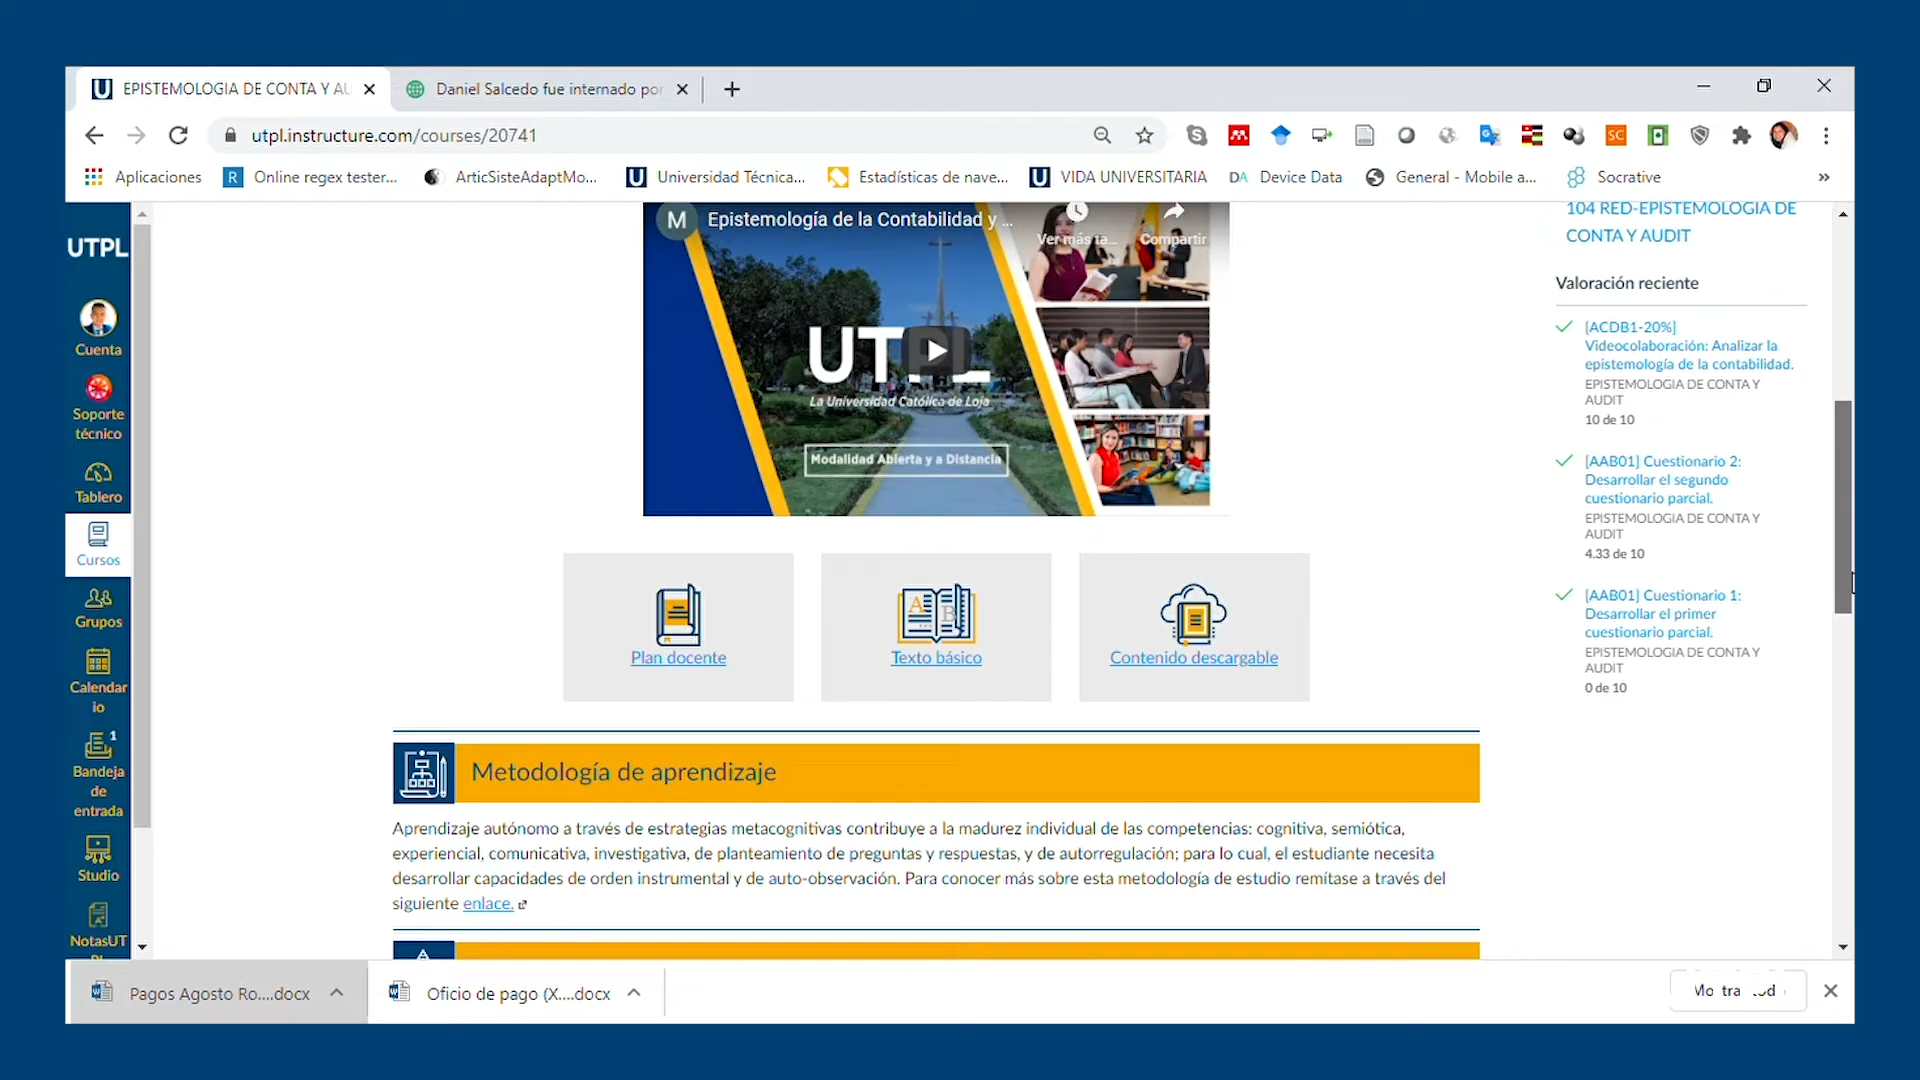 EPISTEMOLOGIA DE CONTA Y AU
Daniel Salcedo fue internado por
utpl.instructure.com/courses/20741
Aplicaciones
Online regex tester...
ArticSisteAdaptMo...
Universidad Técnica...
Estadísticas de nave...
VIDA UNIVERSITARIA
DA Device Data
General - Mobile a...
Socrative
»
UTPL
Cuenta
Soporte
técnico
Tablero
Cursos
Grupos
Calendar
io
1
Bandeja
de
entrada
Studio
NotasUT
M
Epistemología de la Contabilidad y ...
Ver más ta...
Compartir
UTPL
La Universidad Católica de Loja
Modalidad Abierta y a Distancia
Plan docente
Texto básico
Contenido descargable
Metodología de aprendizaje
Aprendizaje autónomo a través de estrategias metacognitivas contribuye a la madurez individual de las competencias: cognitiva, semiótica,
experiencial, comunicativa, investigativa, de planteamiento de preguntas y respuestas, y de autorregulación; para lo cual, el estudiante necesita
desarrollar capacidades de orden instrumental y de auto-observación. Para conocer más sobre esta metodología de estudio remítase a través del
siguiente enlace.
104 RED-EPISTEMOLOGIA DE
CONTA Y AUDIT
Valoración reciente
[ACDB1-20%]
Videocolaboración: Analizar la
epistemología de la contabilidad.
EPISTEMOLOGIA DE CONTA Y
AUDIT
10 de 10
[AAB01] Cuestionario 2:
Desarrollar el segundo
cuestionario parcial.
EPISTEMOLOGIA DE CONTA Y
AUDIT
4.33 de 10
[AAB01] Cuestionario 1:
Desarrollar el primer
cuestionario parcial.
EPISTEMOLOGIA DE CONTA Y
AUDIT
0 de 10
Pagos Agosto Ro....docx
Oficio de pago (X....docx